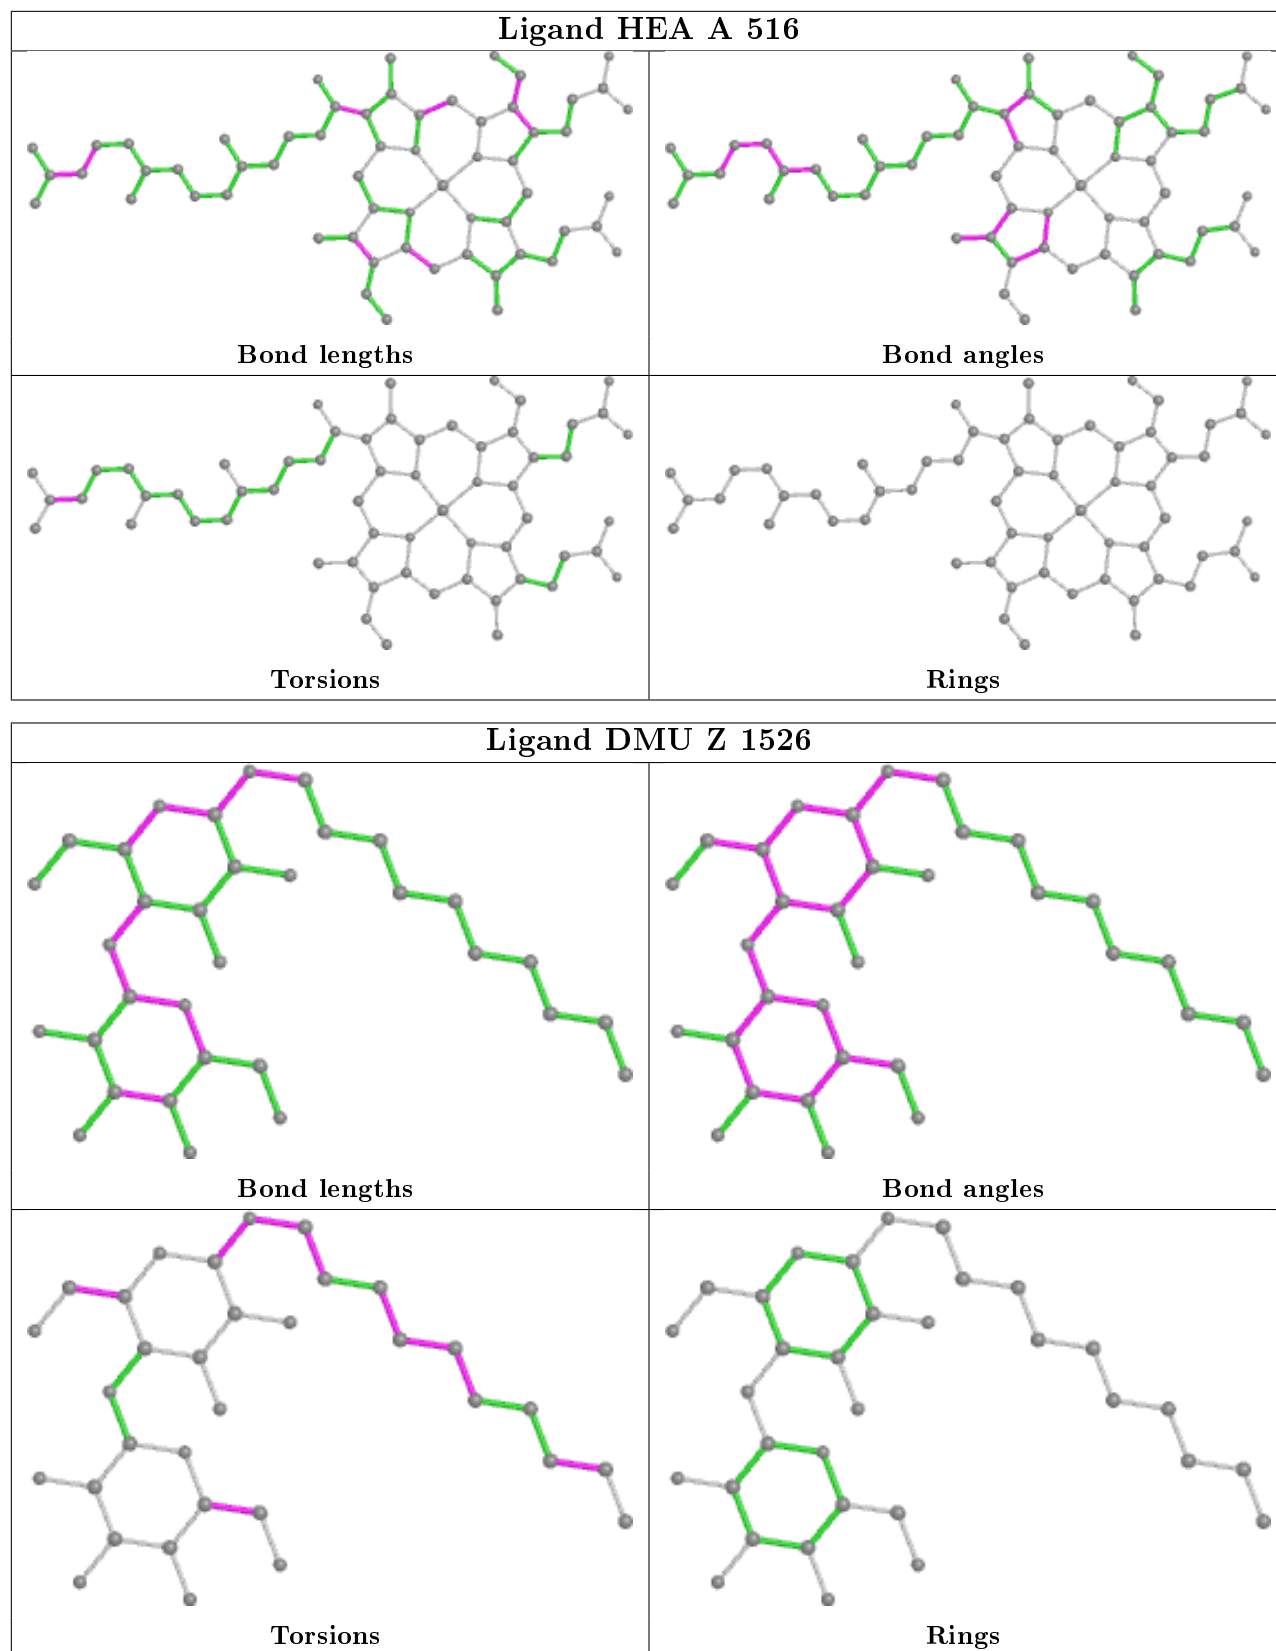 Ligand HEA A 516
Bond lengths
Bond angles
Torsions
Rings
Ligand DMU Z 1526
Bond lengths
Bond angles
Torsions
Rings